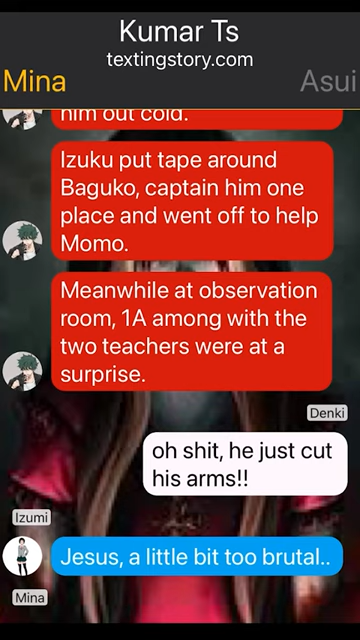 Kumar Ts
textingstory.com
Mina
Asui
him out cold.
Izuku put tape around
Baguko, captain him one
place and went off to help
Momo.
Meanwhile at observation
room, 1A among with the
two teachers were at a
surprise.
Denki
oh shit, he just cut
his arms!!
Izumi
Jesus, a little bit too brutal..
Mina